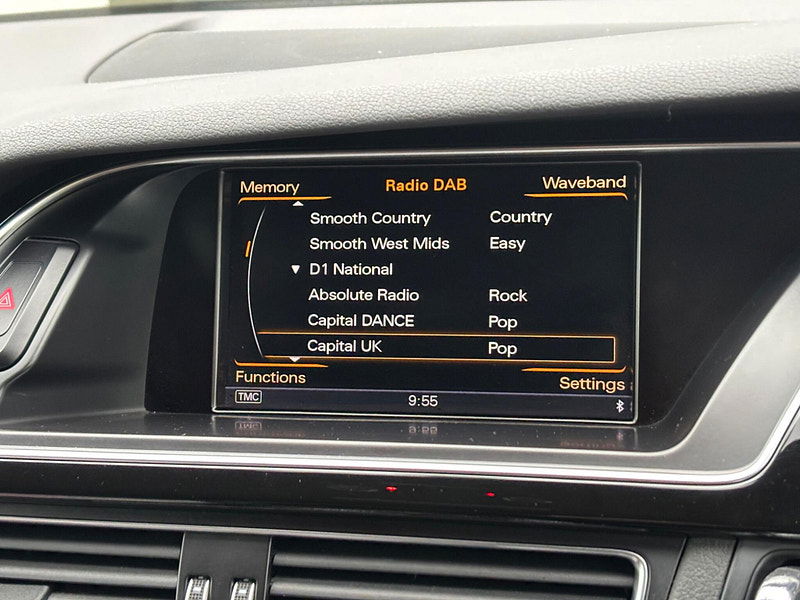 Memory Radio DAB Waveband
Smooth Country Country
Smooth West Mids Easy
D1 National
Absolute Radio Rock
Capital DANCE Pop
Capital UK Pop
Functions Settings
TMC 9:55